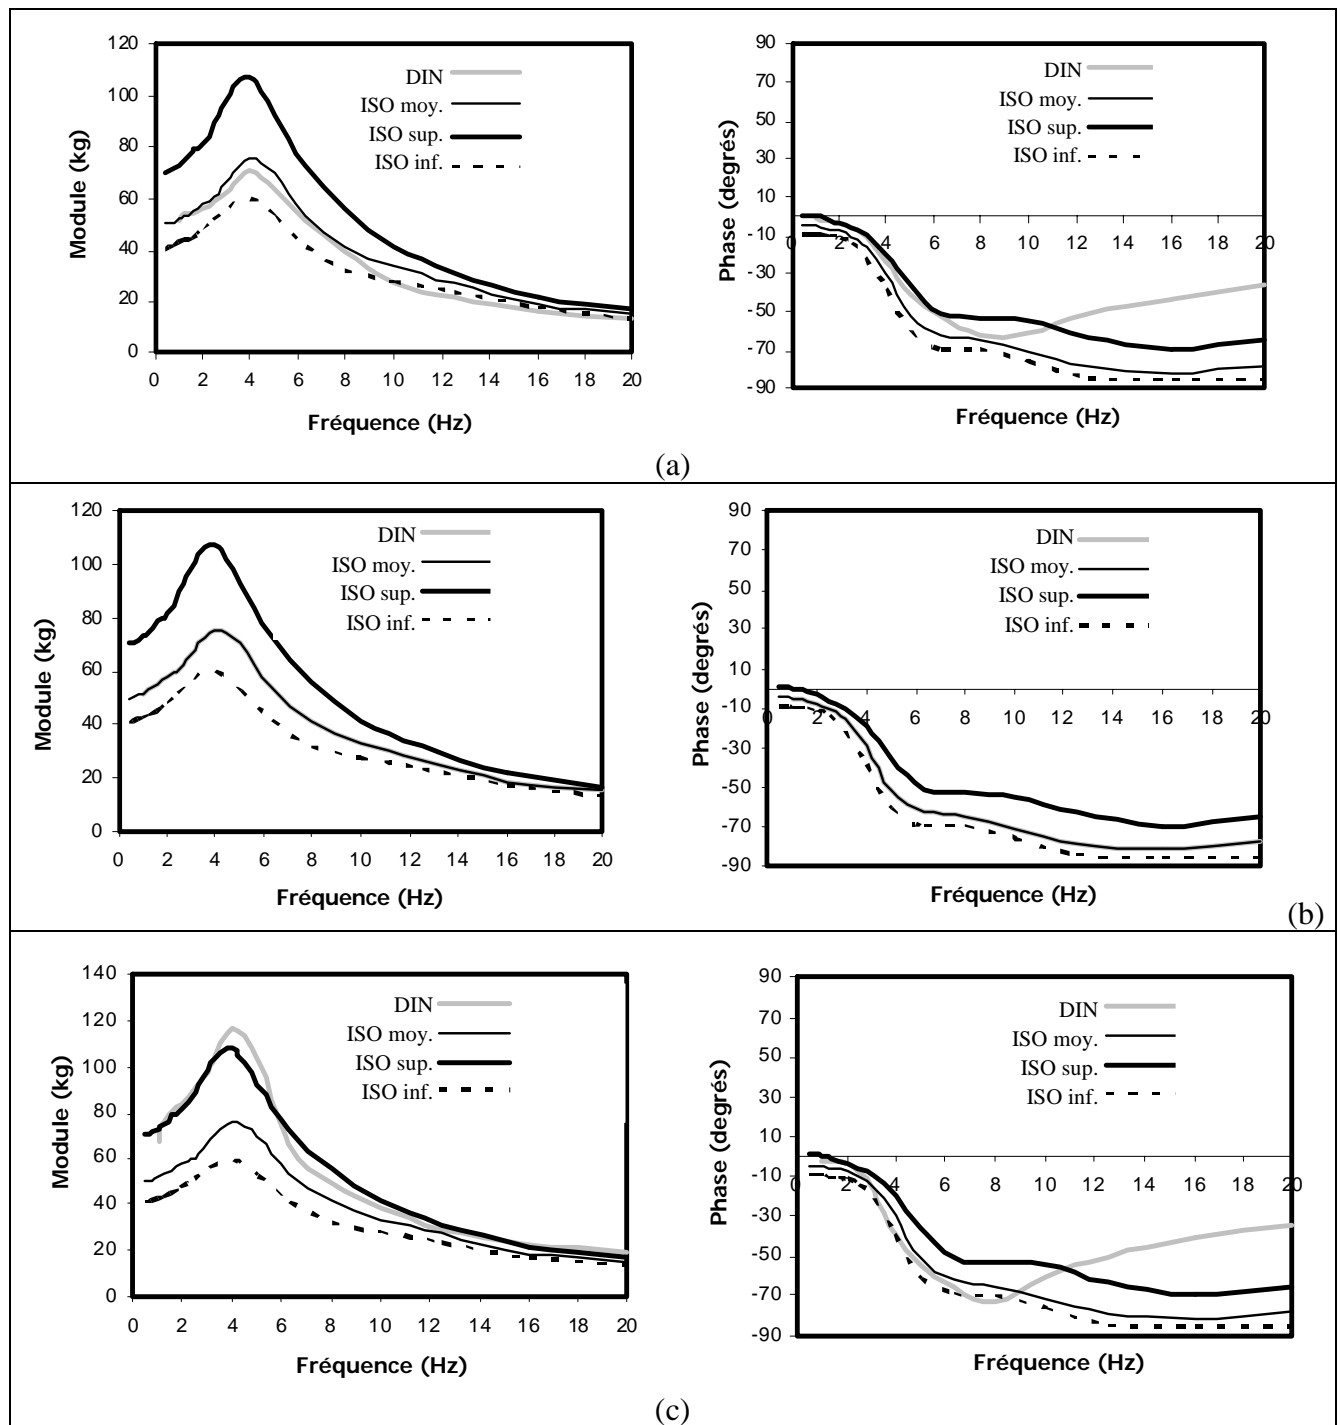 120
100
80
60
40
20
0
Module (kg)
DIN
ISO moy.
ISO sup.
ISO inf.
0 2 4 6 8 10 12 14 16 18 20
Fréquence (Hz)
90
70
50
30
10
-10
-30
-50
-70
-90
Phase (degrés)
DIN
ISO moy.
ISO sup.
ISO inf.
0 2 4 6 8 10 12 14 16 18 20
Fréquence (Hz)
(a)
120
100
80
60
40
20
0
Module (kg)
DIN
ISO moy.
ISO sup.
ISO inf.
0 2 4 6 8 10 12 14 16 18 20
Fréquence (Hz)
90
70
50
30
10
-10
-30
-50
-70
-90
Phase (degrés)
DIN
ISO moy.
ISO sup.
ISO inf.
0 2 4 6 8 10 12 14 16 18 20
Fréquence (Hz)
(b)
140
120
100
80
60
40
20
0
Module (kg)
DIN
ISO moy.
ISO sup.
ISO inf.
0 2 4 6 8 10 12 14 16 18 20
Fréquence (Hz)
90
70
50
30
10
-10
-30
-50
-70
-90
Phase (degrés)
DIN
ISO moy.
ISO sup.
ISO inf.
0 2 4 6 8 10 12 14 16 18 20
Fréquence (Hz)
(c)